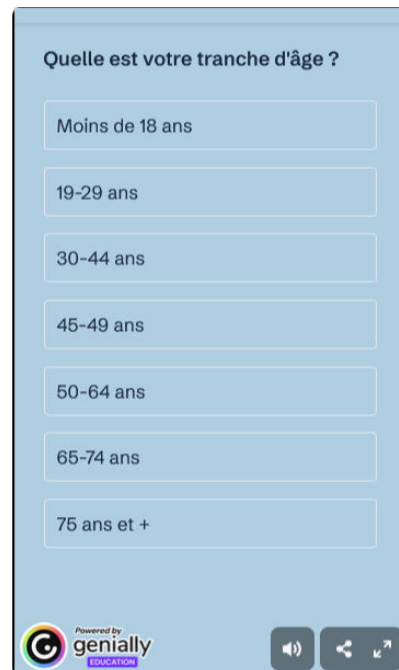 Quelle est votre tranche d'âge ?
Moins de 18 ans
19-29 ans
30-44 ans
45-49 ans
50-64 ans
65-74 ans
75 ans et +
Powered by
genially
EDUCATION